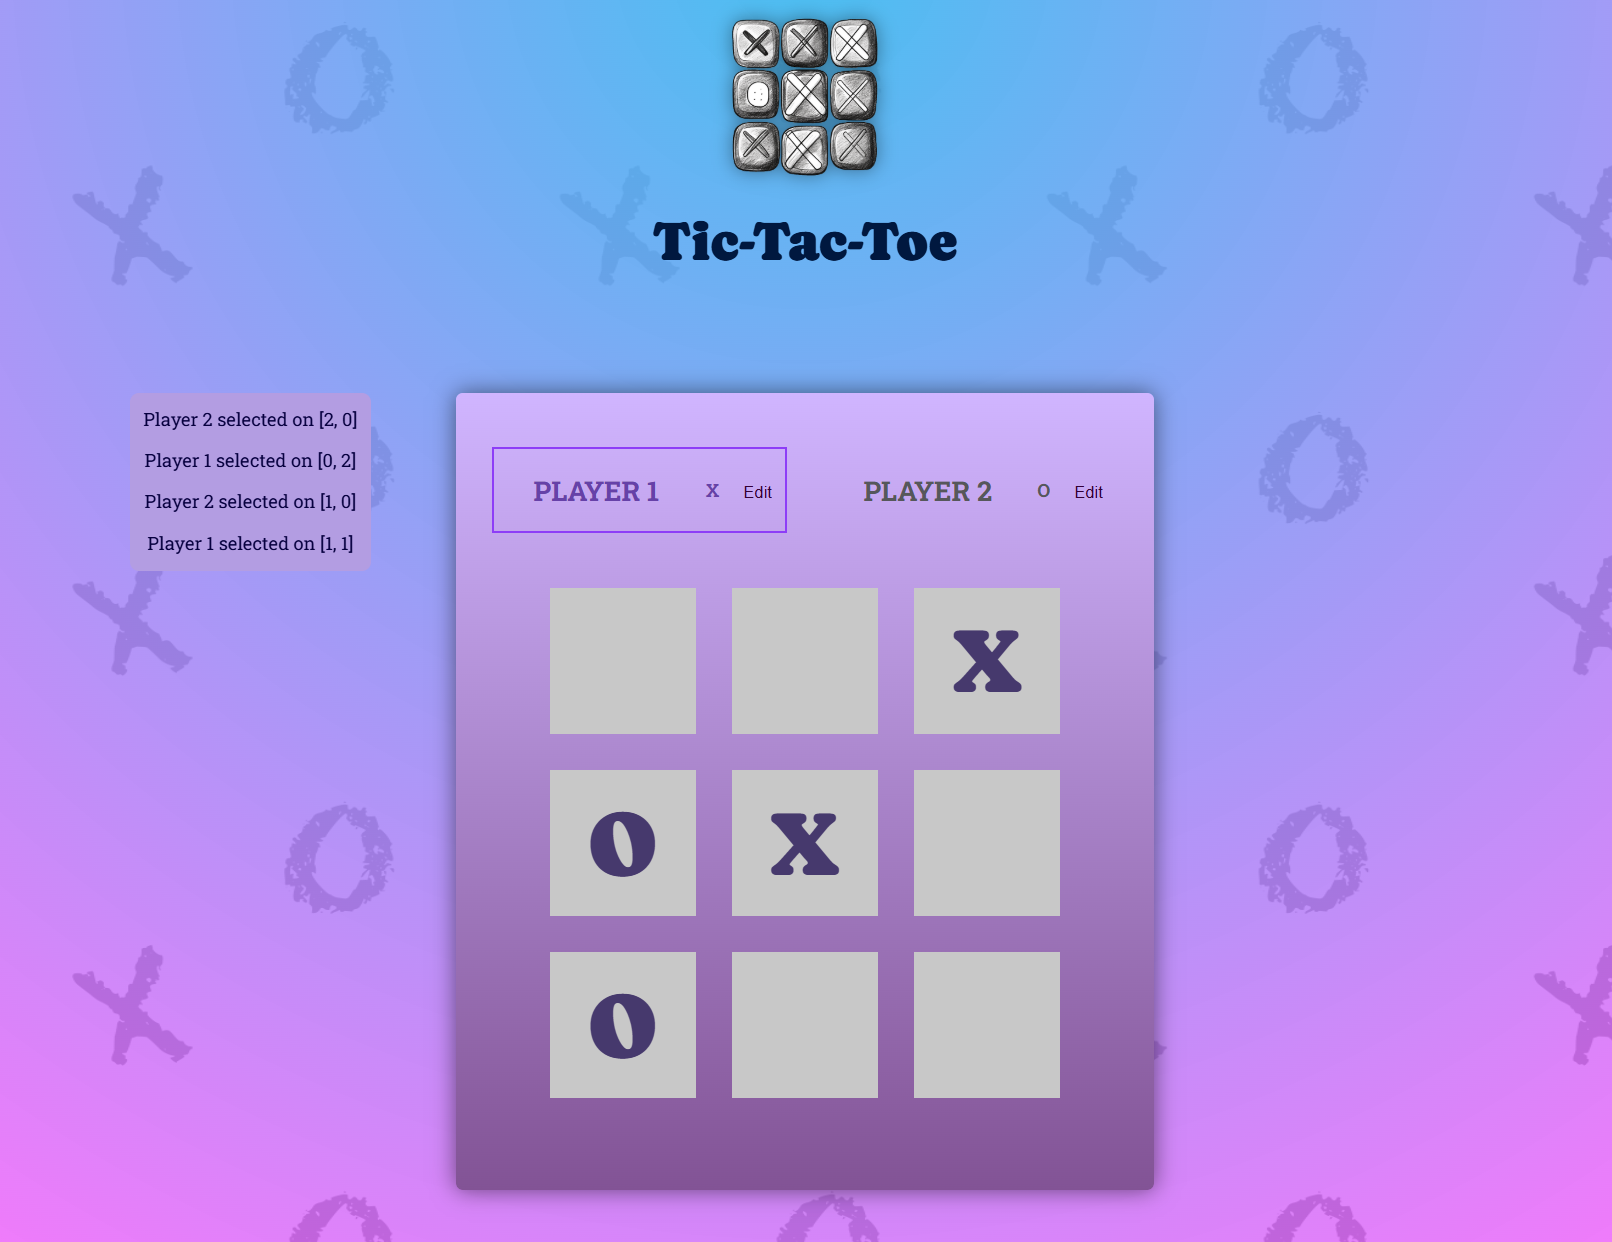 Tic-Tac-Toe
Player 2 selected on [2, 0]
Player 1 selected on [0, 2]
Player 2 selected on [1, 0]
Player 1 selected on [1, 1]
PLAYER 1 X Edit PLAYER 2 O Edit
X
O X
O